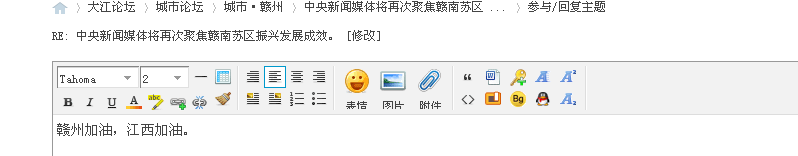 大江论坛 〉 城市论坛 〉 城市·赣州 〉 中央新闻媒体将再次聚焦赣南苏区 ... 〉 参与/回复主题
RE: 中央新闻媒体将再次聚焦赣南苏区振兴发展成效。 [修改]
Tahoma 2
表情 图片 附件
B I U A
赣州加油，江西加油。